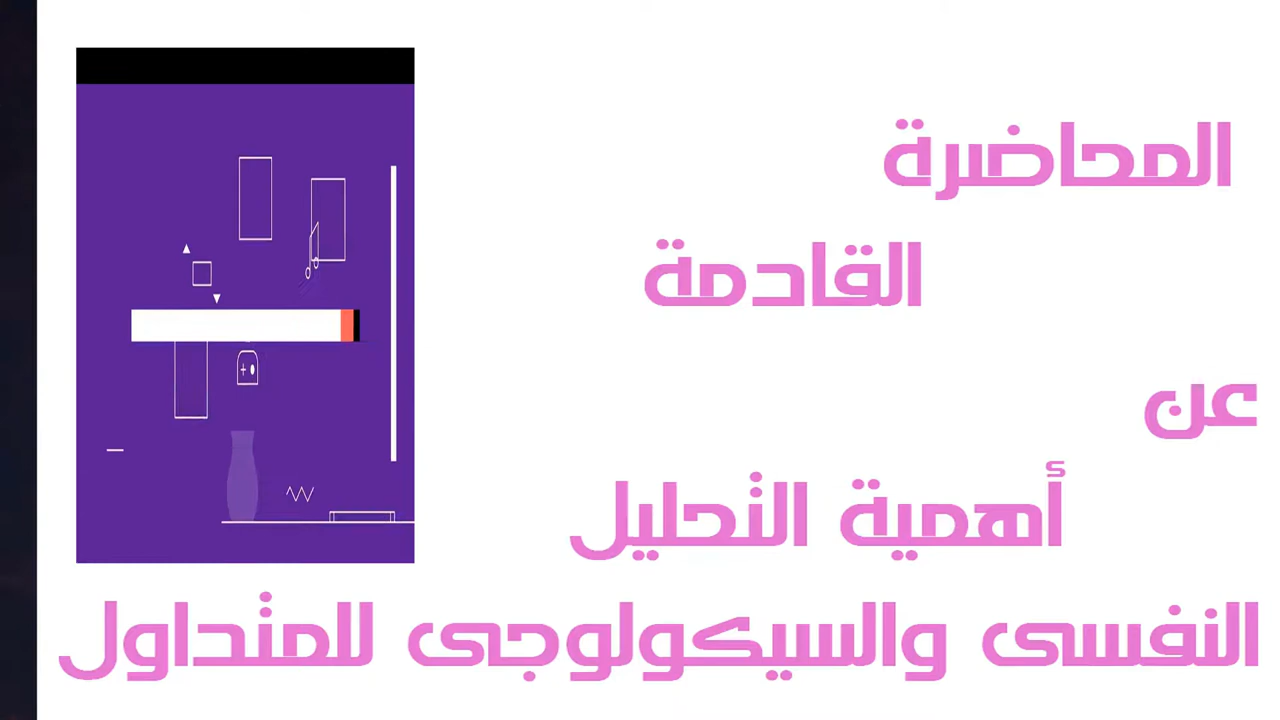 المحاضرة
القادمة
عن
أهمية التحليل
النفسى والسيكولوجى للمتداول